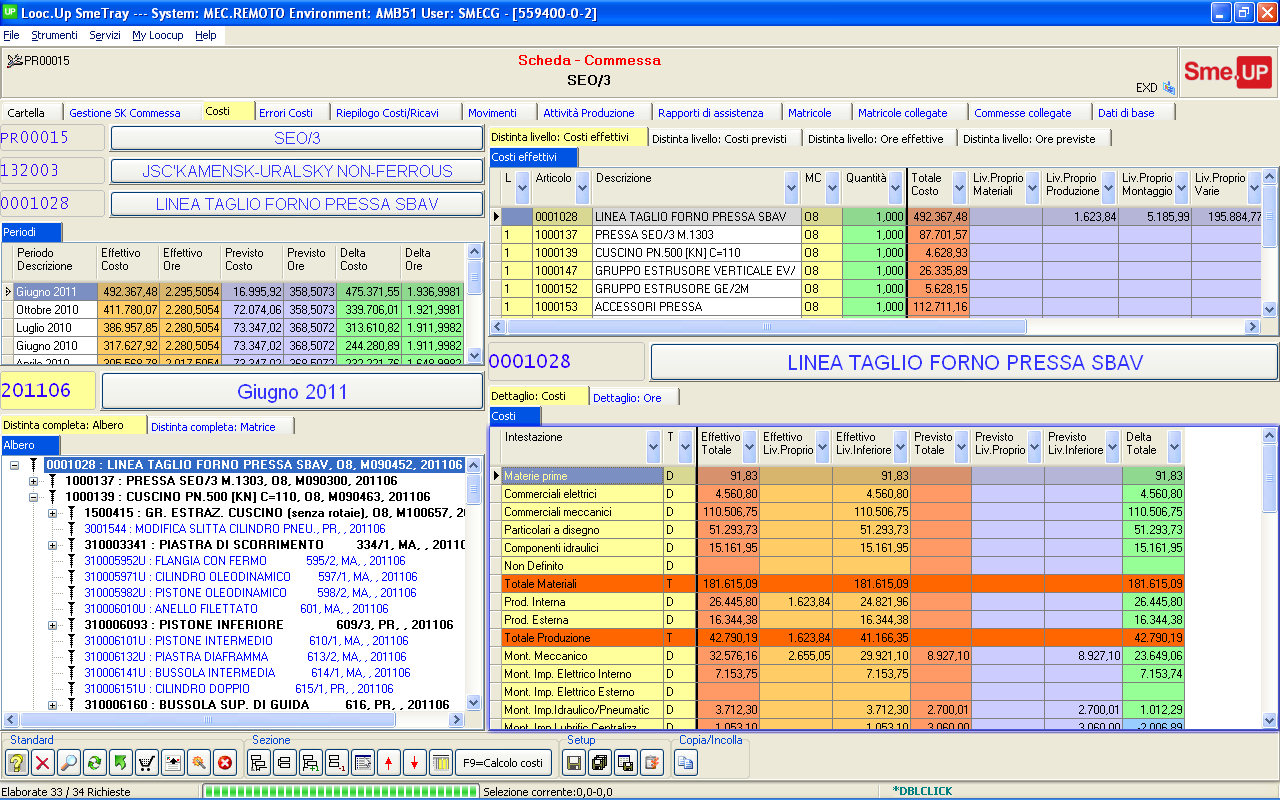 UP Looc.Up SmeTray --- System: MEC.REMOTO Environment: AMB51 User: SMECG - [559400-0-2]
File Strumenti Servizi My Loocup Help
PR00015
Scheda - Commessa
SEO/3
EXD
Sme.UP
Cartella Gestione SK Commessa Costi Errori Costi Riepilogo Costi/Ricavi Movimenti Attività Produzione Rapporti di assistenza Matricole Matricole collegate Commesse collegate Dati di base
PR00015 SEO/3
132003 JSC'KAMENSK-URALSKY NON-FERROUS
0001028 LINEA TAGLIO FORNO PRESSA SBAV
Periodi
Periodo Descrizione Effettivo Costo Effettivo Ore Previsto Costo Previsto Ore Delta Costo Delta Ore
Giugno 2011 492.367,48 2.295,5054 16.995,92 358,5073 475.371,55 1.936,9981
Ottobre 2010 411.780,07 2.280,5054 72.074,06 358,5073 339.706,01 1.921,9981
Luglio 2010 386.957,85 2.280,5054 73.347,02 358,5072 313.610,82 1.911,9982
Giugno 2010 317.627,92 2.280,5054 73.347,02 358,5072 244.280,89 1.911,9982
Aprile 2010 305.568,78 2.017,5054 73.347,02 358,5072 232.221,76 1.648,9982
201106 Giugno 2011
Distinta completa: Albero Distinta completa: Matrice
Albero
0001028 : LINEA TAGLIO FORNO PRESSA SBAV, O8, M090452, 201106
1000137 : PRESSA SEO/3 M.1303, O8, M090300, 201106
1000139 : CUSCINO PN.500 [KN] C=110, O8, M090463, 201106
1500415 : GR. ESTRAZ. CUSCINO (senza rotaie), O8, M100657, 2
3001544 : MODIFICA SLITTA CILINDRO PNEU., PR, , 201106
310003341 : PIASTRA DI SCORRIMENTO 334/1, MA, , 2011
310005952U : FLANGIA CON FERMO 595/2, MA, , 201106
310005971U : CILINDRO OLEODINAMICO 597/1, MA, , 201106
310005982U : PISTONE OLEODINAMICO 598/2, MA, , 201106
310006010U : ANELLO FILETTATO 601, MA, , 201106
310006093 : PISTONE INFERIORE 609/3, PR, , 201106
310006101U : PISTONE INTERMEDIO 610/1, MA, , 201106
310006132U : PIASTRA DIAFRAMMA 613/2, MA, , 201106
310006141U : BUSSOLA INTERMEDIA 614/1, MA, , 201106
310006151U : CILINDRO DOPPIO 615/1, PR, , 201106
310006160 : BUSSOLA SUP. DI GUIDA 616, PR, , 201106
Distinta livello: Costi effettivi Distinta livello: Costi previsti Distinta livello: Ore effettive Distinta livello: Ore previste
Costi effettivi
L Articolo Descrizione MC Quantità Totale Costo Liv.Proprio Materiali Liv.Proprio Produzione Liv.Proprio Montaggio Liv.Proprio Varie
0001028 LINEA TAGLIO FORNO PRESSA SBAV O8 1,000 492.367,48 1.623,84 5.185,99 195.884,77
1 1000137 PRESSA SEO/3 M.1303 O8 1,000 87.701,57
1 1000139 CUSCINO PN.500 [KN] C=110 O8 1,000 4.628,93
1 1000147 GRUPPO ESTRUSORE VERTICALE EV/ O8 1,000 26.335,89
1 1000152 GRUPPO ESTRUSORE GE/2M O8 1,000 5.628,15
1 1000153 ACCESSORI PRESSA O8 1,000 112.711,16
0001028 LINEA TAGLIO FORNO PRESSA SBAV
Dettaglio: Costi Dettaglio: Ore
Costi
Intestazione T Effettivo Totale Effettivo Liv.Proprio Effettivo Liv.Inferiore Previsto Totale Previsto Liv.Proprio Previsto Liv.Inferiore Delta Totale
Materie prime D 91,83 91,83 91,83
Commerciali elettrici D 4.560,80 4.560,80 4.560,80
Commerciali meccanici D 110.506,75 110.506,75 110.506,75
Particolari a disegno D 51.293,73 51.293,73 51.293,73
Componenti idraulici D 15.161,95 15.161,95 15.161,95
Non Definito D
Totale Materiali T 181.615,09 181.615,09 181.615,09
Prod. Interna D 26.445,80 1.623,84 24.821,96 26.445,80
Prod. Esterna D 16.344,38 16.344,38 16.344,38
Totale Produzione T 42.790,19 1.623,84 41.166,35 42.790,19
Mont. Meccanico D 32.576,16 2.655,05 29.921,10 8.927,10 8.927,10 23.649,06
Mont. Imp. Elettrico Interno D 7.153,75 7.153,75 7.153,74
Mont. Imp. Elettrico Esterno D
Mont. Imp.Idraulico/Pneumatic D 3.712,30 3.712,30 2.700,01 2.700,01 1.012,29
Mont. Imp.Lubrific.Centralizz. D 1.053,10 1.053,10 3.060,00 3.060,00 -2.006,89
Standard Sezione Setup Copia/Incolla
F9=Calcolo costi
Elaborate 33 / 34 Richieste Selezione corrente:0,0-0,0 *DBLCLICK